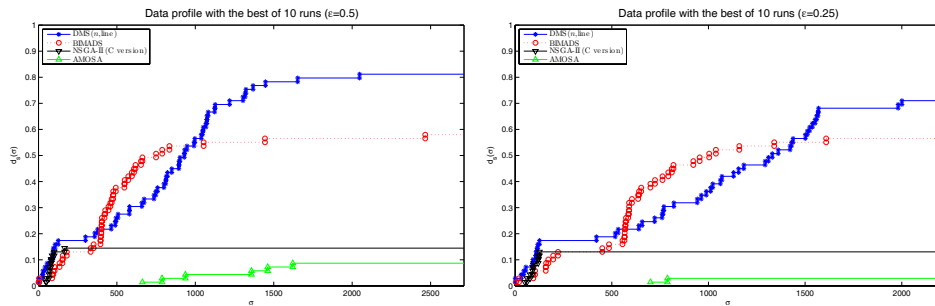 Data profile with the best of 10 runs (ε=0.5)
1
0.9
0.8
0.7
0.6
0.5
0.4
0.3
0.2
0.1
0
d_s(σ)
DMS(n,line)
BIMADS
NSGA-II (C version)
AMOSA
0
500
1000
1500
2000
2500
σ
Data profile with the best of 10 runs (ε=0.25)
1
0.9
0.8
0.7
0.6
0.5
0.4
0.3
0.2
0.1
0
d_s(σ)
DMS(n,line)
BIMADS
NSGA-II (C version)
AMOSA
0
500
1000
1500
2000
σ